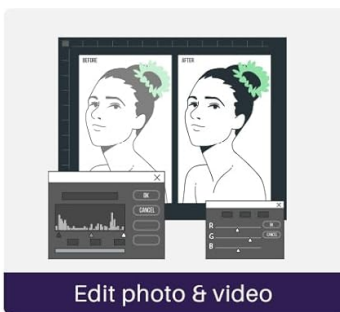 BEFORE
AFTER
OK
CANCEL
R
G
B
OK
CANCEL
Edit photo & video